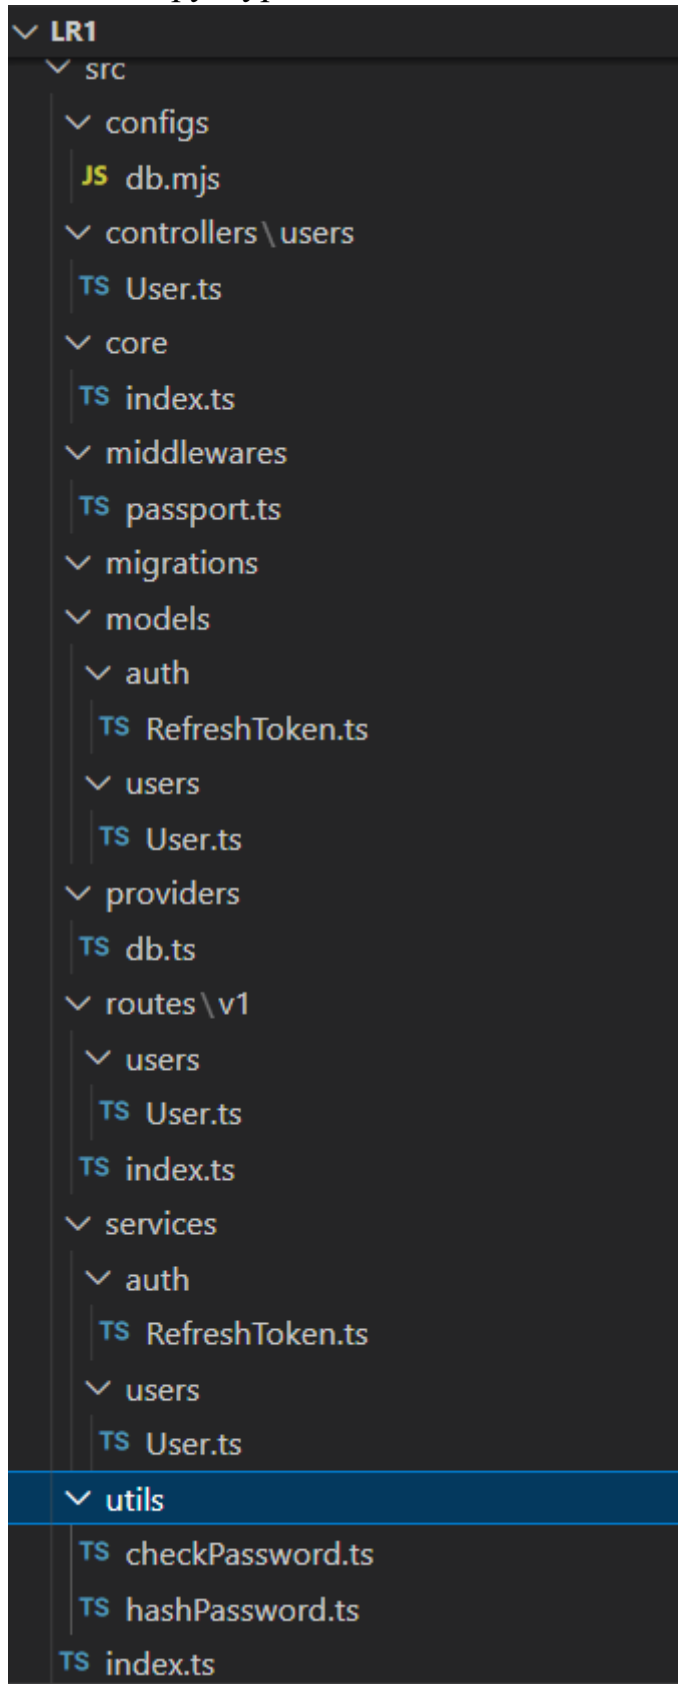 LR1
src
configs
JS db.mjs
controllers\users
TS User.ts
core
TS index.ts
middlewares
TS passport.ts
migrations
models
auth
TS RefreshToken.ts
users
TS User.ts
providers
TS db.ts
routes\v1
users
TS User.ts
TS index.ts
services
auth
TS RefreshToken.ts
users
TS User.ts
utils
TS checkPassword.ts
TS hashPassword.ts
TS index.ts